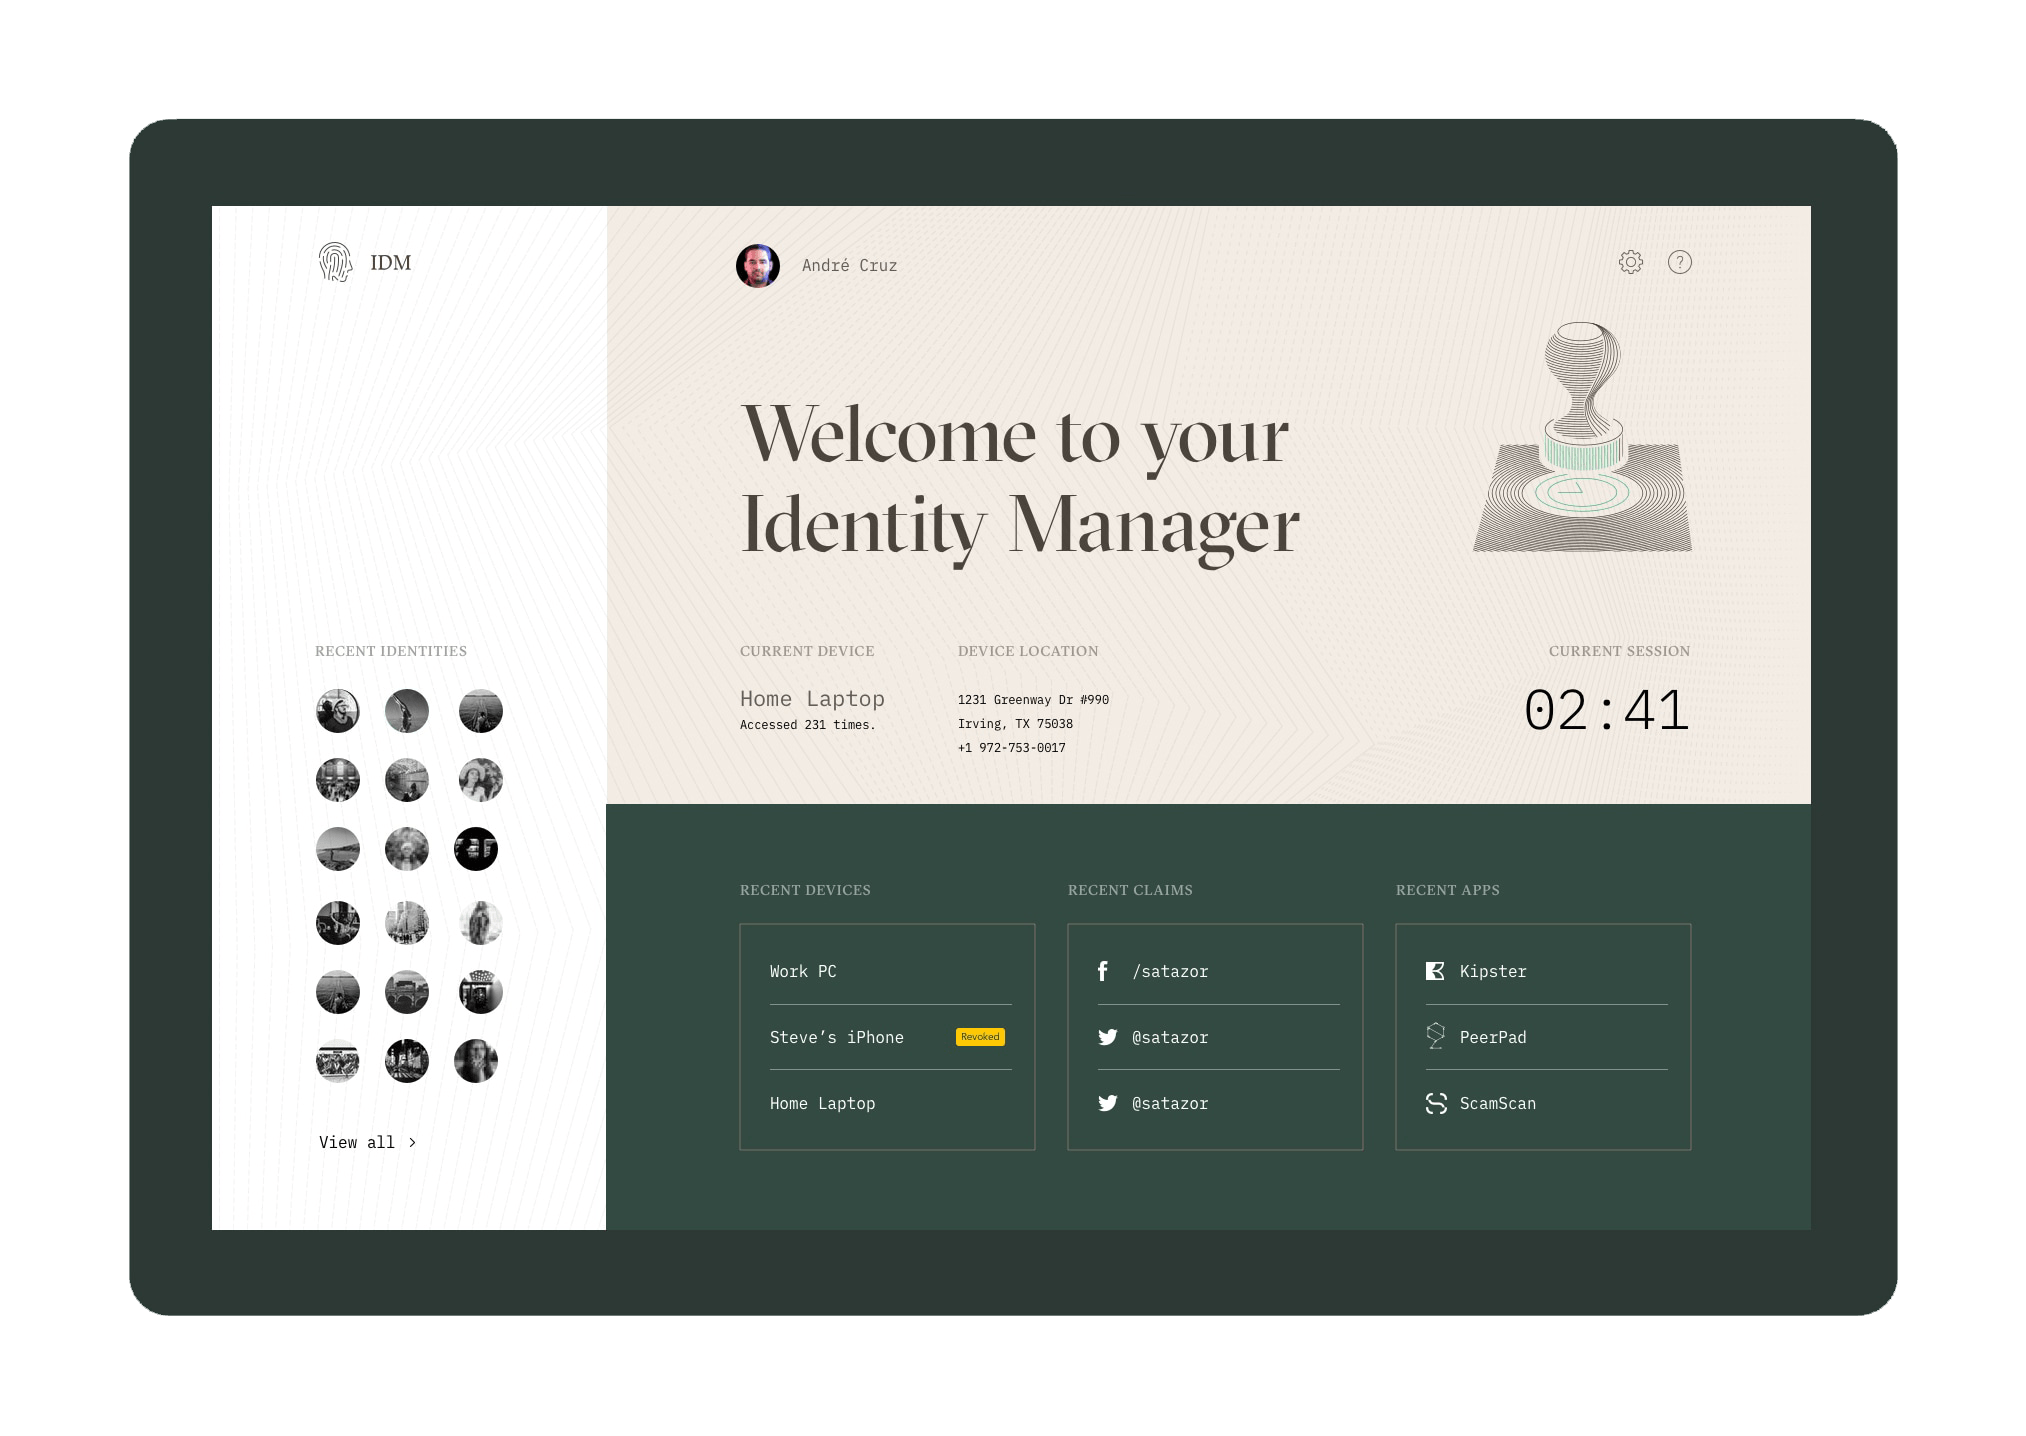 IDM
André Cruz
Welcome to your
Identity Manager
RECENT IDENTITIES
CURRENT DEVICE
DEVICE LOCATION
CURRENT SESSION
Home Laptop
Accessed 231 times.
1231 Greenway Dr #990
Irving, TX 75038
+1 972-753-0017
02:41
View all >
RECENT DEVICES
Work PC
Steve’s iPhone Revoked
Home Laptop
RECENT CLAIMS
/satazor
@satazor
@satazor
RECENT APPS
Kipster
PeerPad
ScamScan